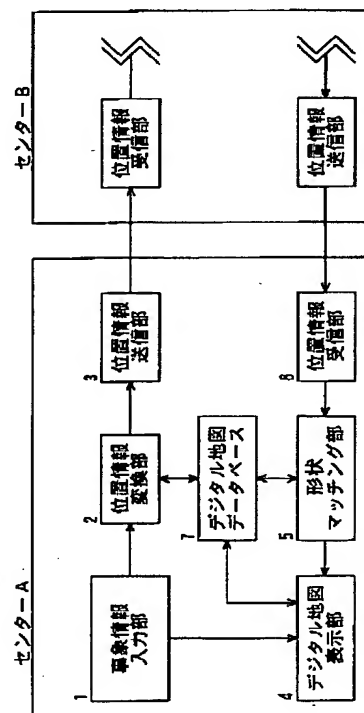 センターA
センターB
1
事象情報
入力部
2
位置情報
変換部
3
位置情報
送信部
位置情報
受信部
7
デジタル地図
データベース
4
デジタル地図
表示部
5
形状
マッチング部
8
位置情報
受信部
位置情報
送信部